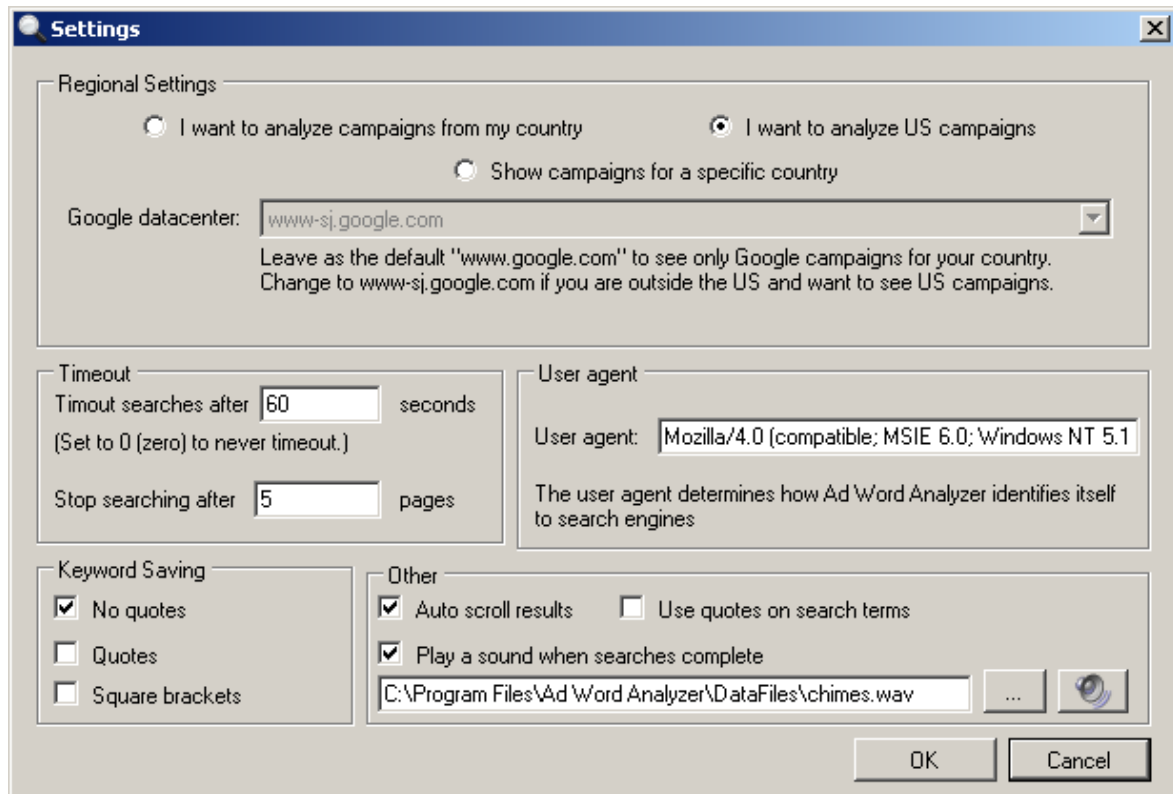 Settings
Regional Settings
I want to analyze campaigns from my country
I want to analyze US campaigns
Show campaigns for a specific country
Google datacenter: www-sj.google.com
Leave as the default "www.google.com" to see only Google campaigns for your country.
Change to www-sj.google.com if you are outside the US and want to see US campaigns.
Timeout
Timout searches after 60 seconds
(Set to 0 (zero) to never timeout.)
Stop searching after 5 pages
User agent
User agent: Mozilla/4.0 (compatible; MSIE 6.0; Windows NT 5.1
The user agent determines how Ad Word Analyzer identifies itself
to search engines
Keyword Saving
No quotes
Quotes
Square brackets
Other
Auto scroll results
Use quotes on search terms
Play a sound when searches complete
C:\Program Files\Ad Word Analyzer\DataFiles\chimes.wav ...
OK
Cancel